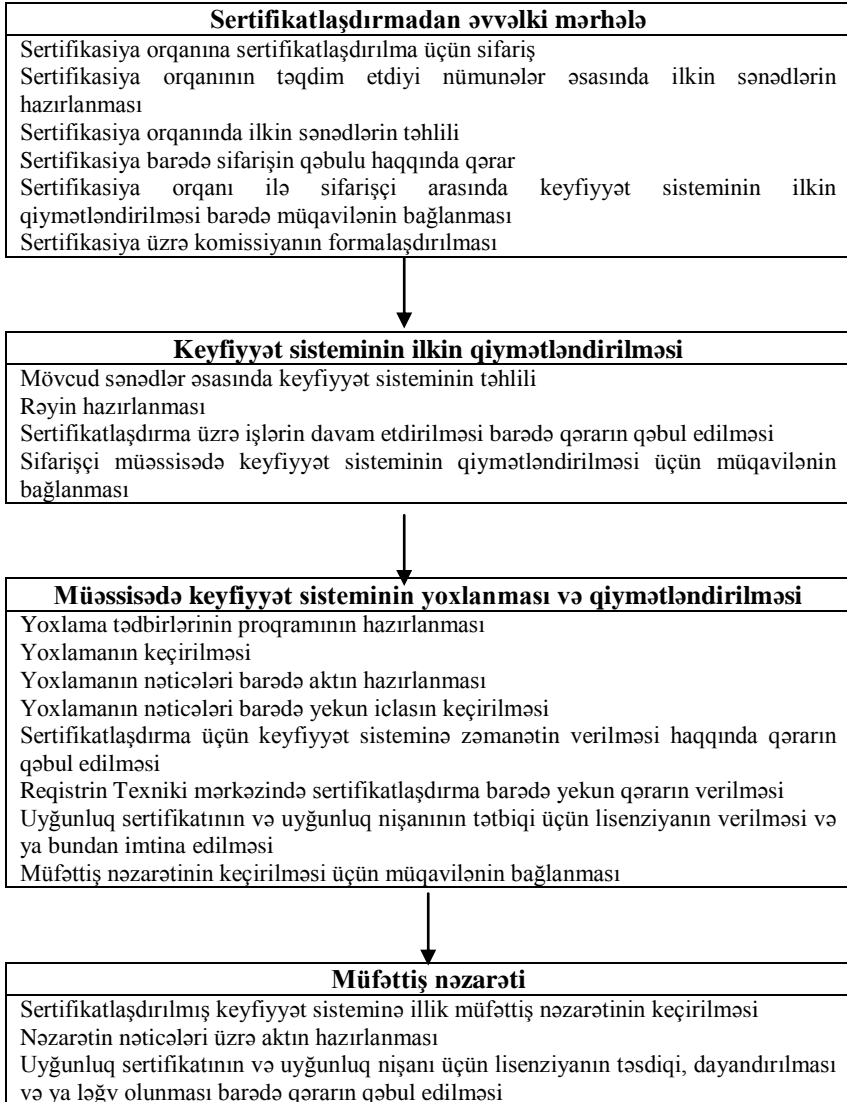 Sertifikatlaşdırmadan əvvəlki mərhələ
Sertifikasiya orqanına sertifikatlaşdırılma üçün sifariş
Sertifikasiya orqanının təqdim etdiyi nümunələr əsasında ilkin sənədlərin
hazırlanması
Sertifikasiya orqanında ilkin sənədlərin təhlili
Sertifikasiya barədə sifarişin qəbulu haqqında qərar
Sertifikasiya orqanı ilə sifarişçi arasında keyfiyyət sisteminin ilkin
qiymətləndirilməsi barədə müqavilənin bağlanması
Sertifikasiya üzrə komissiyanın formalaşdırılması
Keyfiyyət sisteminin ilkin qiymətləndirilməsi
Mövcud sənədlər əsasında keyfiyyət sisteminin təhlili
Rəyin hazırlanması
Sertifikatlaşdırma üzrə işlərin davam etdirilməsi barədə qərarın qəbul edilməsi
Sifarişçi müəssisədə keyfiyyət sisteminin qiymətləndirilməsi üçün müqavilənin
bağlanması
Müəssisədə keyfiyyət sisteminin yoxlanması və qiymətləndirilməsi
Yoxlama tədbirlərinin proqramının hazırlanması
Yoxlamanın keçirilməsi
Yoxlamanın nəticələri barədə aktın hazırlanması
Yoxlamanın nəticələri barədə yekun iclasın keçirilməsi
Sertifikatlaşdırma üçün keyfiyyət sisteminə zəmanətin verilməsi haqqında qərarın
qəbul edilməsi
Reqistrin Texniki mərkəzində sertifikatlaşdırma barədə yekun qərarın verilməsi
Uyğunluq sertifikatının və uyğunluq nişanının tətbiqi üçün lisenziyanın verilməsi və
ya bundan imtina edilməsi
Müfəttiş nəzarətinin keçirilməsi üçün müqavilənin bağlanması
Müfəttiş nəzarəti
Sertifikatlaşdırılmış keyfiyyət sisteminə illik müfəttiş nəzarətinin keçirilməsi
Nəzarətin nəticələri üzrə aktın hazırlanması
Uyğunluq sertifikatının və uyğunluq nişanı üçün lisenziyanın təsdiqi, dayandırılması
və ya ləğv olunması barədə qərarın qəbul edilməsi